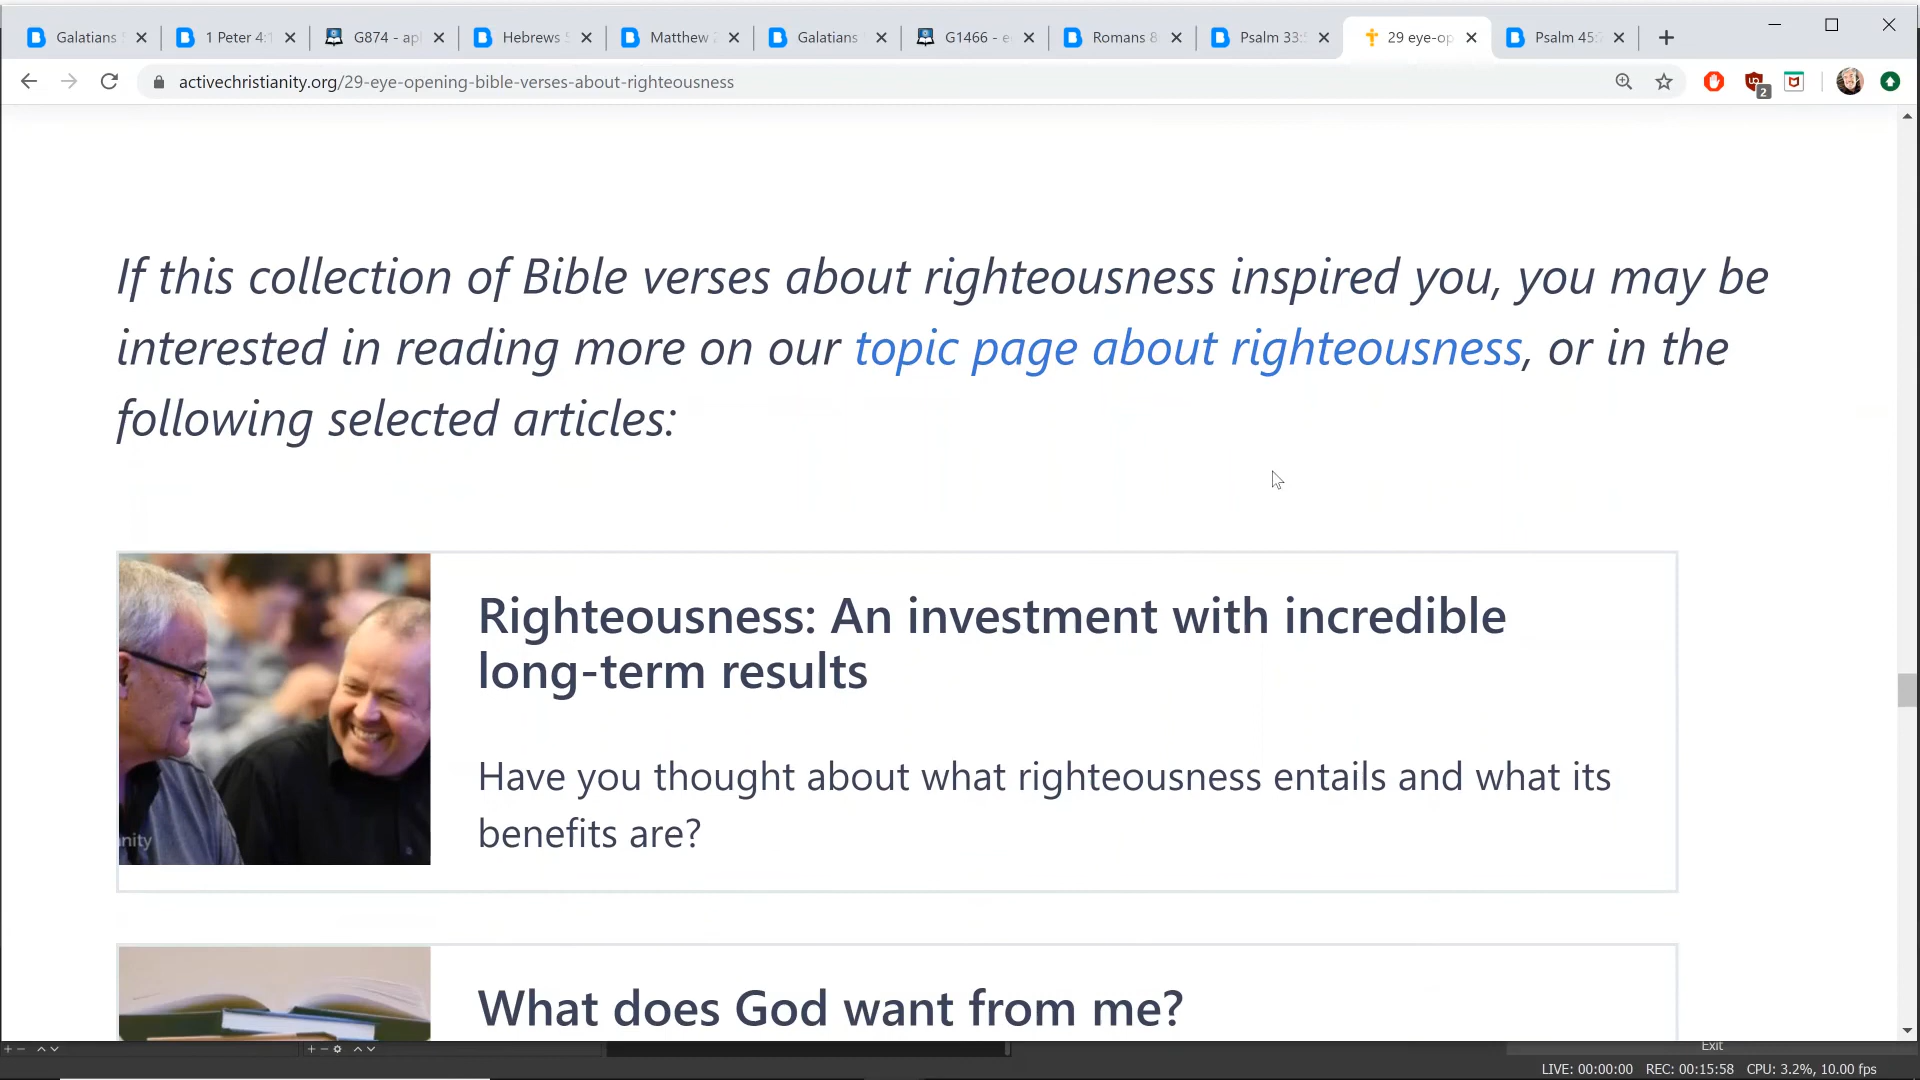 Galatians 1 Peter 4: G874 - ap Hebrews Matthew Galatians G1466 - Romans 8 Psalm 33: 29 eye-op Psalm 45:
activechristianity.org/29-eye-opening-bible-verses-about-righteousness
2
If this collection of Bible verses about righteousness inspired you, you may be
interested in reading more on our topic page about righteousness, or in the
following selected articles:
Righteousness: An investment with incredible
long-term results
Have you thought about what righteousness entails and what its
benefits are?
nity
What does God want from me?
Exit
LIVE: 00:00:00 REC: 00:15:58 CPU: 3.2%, 10.00 fps